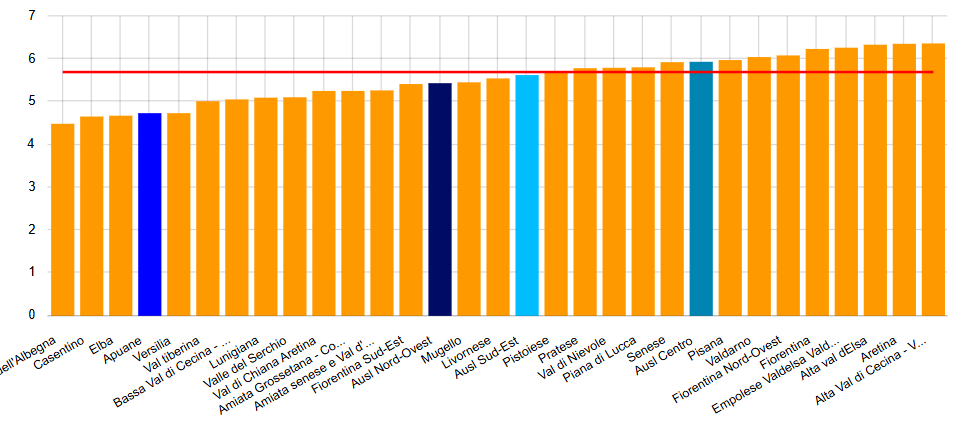 7
6
5
4
3
2
1
0
ell'Albegna
Casentino
Elba
Apuane
Versilia
Val tiberina
Bassa Val di Cecina - ...
Lunigiana
Valle del Serchio
Val di Chiana Aretina
Amiata Grossetana - Co...
Amiata senese e Val d' ...
Fiorentina Sud-Est
Ausl Nord-Ovest
Mugello
Livornese
Ausl Sud-Est
Pistoiese
Pratese
Val di Nievole
Piana di Lucca
Senese
Ausl Centro
Pisana
Valdarno
Fiorentina Nord-Ovest
Fiorentina
Empolese Valdelsa Vald...
Alta val dElsa
Aretina
Alta Val di Cecina - V...